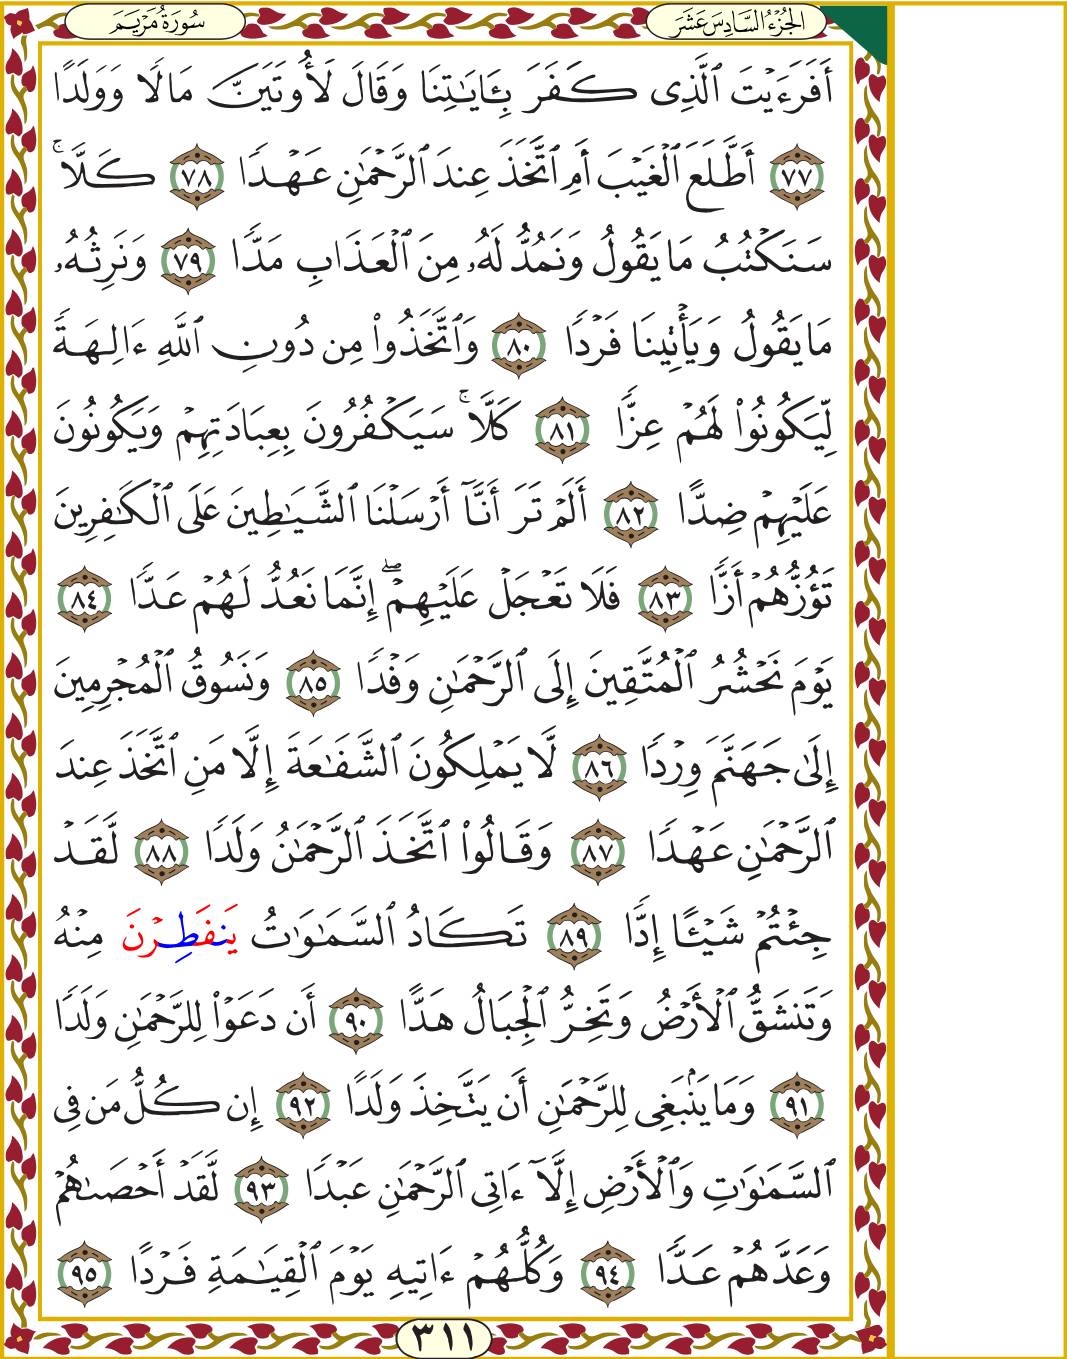 سُورَةُ مَرْيَمَ الجُزْءُ السَّادِسَ عَشَرَ
أَفَرَءَيْتَ ٱلَّذِى كَفَرَ بِـَٔايَـٰتِنَا وَقَالَ لَأُوتَيَنَّ مَالًا وَوَلَدًا
٧٧ أَطَّلَعَ ٱلْغَيْبَ أَمِ ٱتَّخَذَ عِندَ ٱلرَّحْمَـٰنِ عَهْدًا ٧٨ كَلَّا ۚ
سَنَكْتُبُ مَا يَقُولُ وَنَمُدُّ لَهُۥ مِنَ ٱلْعَذَابِ مَدًّا ٧٩ وَنَرِثُهُۥ
مَا يَقُولُ وَيَأْتِينَا فَرْدًا ٨٠ وَٱتَّخَذُوا۟ مِن دُونِ ٱللَّهِ ءَالِهَةً
لِّيَكُونُوا۟ لَهُمْ عِزًّا ٨١ كَلَّا ۚ سَيَكْفُرُونَ بِعِبَادَتِهِمْ وَيَكُونُونَ
عَلَيْهِمْ ضِدًّا ٨٢ أَلَمْ تَرَ أَنَّآ أَرْسَلْنَا ٱلشَّيَـٰطِينَ عَلَى ٱلْكَـٰفِرِينَ
تَؤُزُّهُمْ أَزًّا ٨٣ فَلَا تَعْجَلْ عَلَيْهِمْ ۖ إِنَّمَا نَعُدُّ لَهُمْ عَدًّا ٨٤
يَوْمَ نَحْشُرُ ٱلْمُتَّقِينَ إِلَى ٱلرَّحْمَـٰنِ وَفْدًا ٨٥ وَنَسُوقُ ٱلْمُجْرِمِينَ
إِلَىٰ جَهَنَّمَ وِرْدًا ٨٦ لَّا يَمْلِكُونَ ٱلشَّفَـٰعَةَ إِلَّا مَنِ ٱتَّخَذَ عِندَ
ٱلرَّحْمَـٰنِ عَهْدًا ٨٧ وَقَالُوا۟ ٱتَّخَذَ ٱلرَّحْمَـٰنُ وَلَدًا ٨٨ لَّقَدْ
جِئْتُمْ شَيْـًٔا إِدًّا ٨٩ تَكَادُ ٱلسَّمَـٰوَٰتُ يَنفَطِرْنَ مِنْهُ
وَتَنشَقُّ ٱلْأَرْضُ وَتَخِرُّ ٱلْجِبَالُ هَدًّا ٩٠ أَن دَعَوْا۟ لِلرَّحْمَـٰنِ وَلَدًا
٩١ وَمَا يَنۢبَغِى لِلرَّحْمَـٰنِ أَن يَتَّخِذَ وَلَدًا ٩٢ إِن كُلُّ مَن فِى
ٱلسَّمَـٰوَٰتِ وَٱلْأَرْضِ إِلَّآ ءَاتِى ٱلرَّحْمَـٰنِ عَبْدًا ٩٣ لَّقَدْ أَحْصَىٰهُمْ
وَعَدَّهُمْ عَدًّا ٩٤ وَكُلُّهُمْ ءَاتِيهِ يَوْمَ ٱلْقِيَـٰمَةِ فَرْدًا ٩٥
٣١١